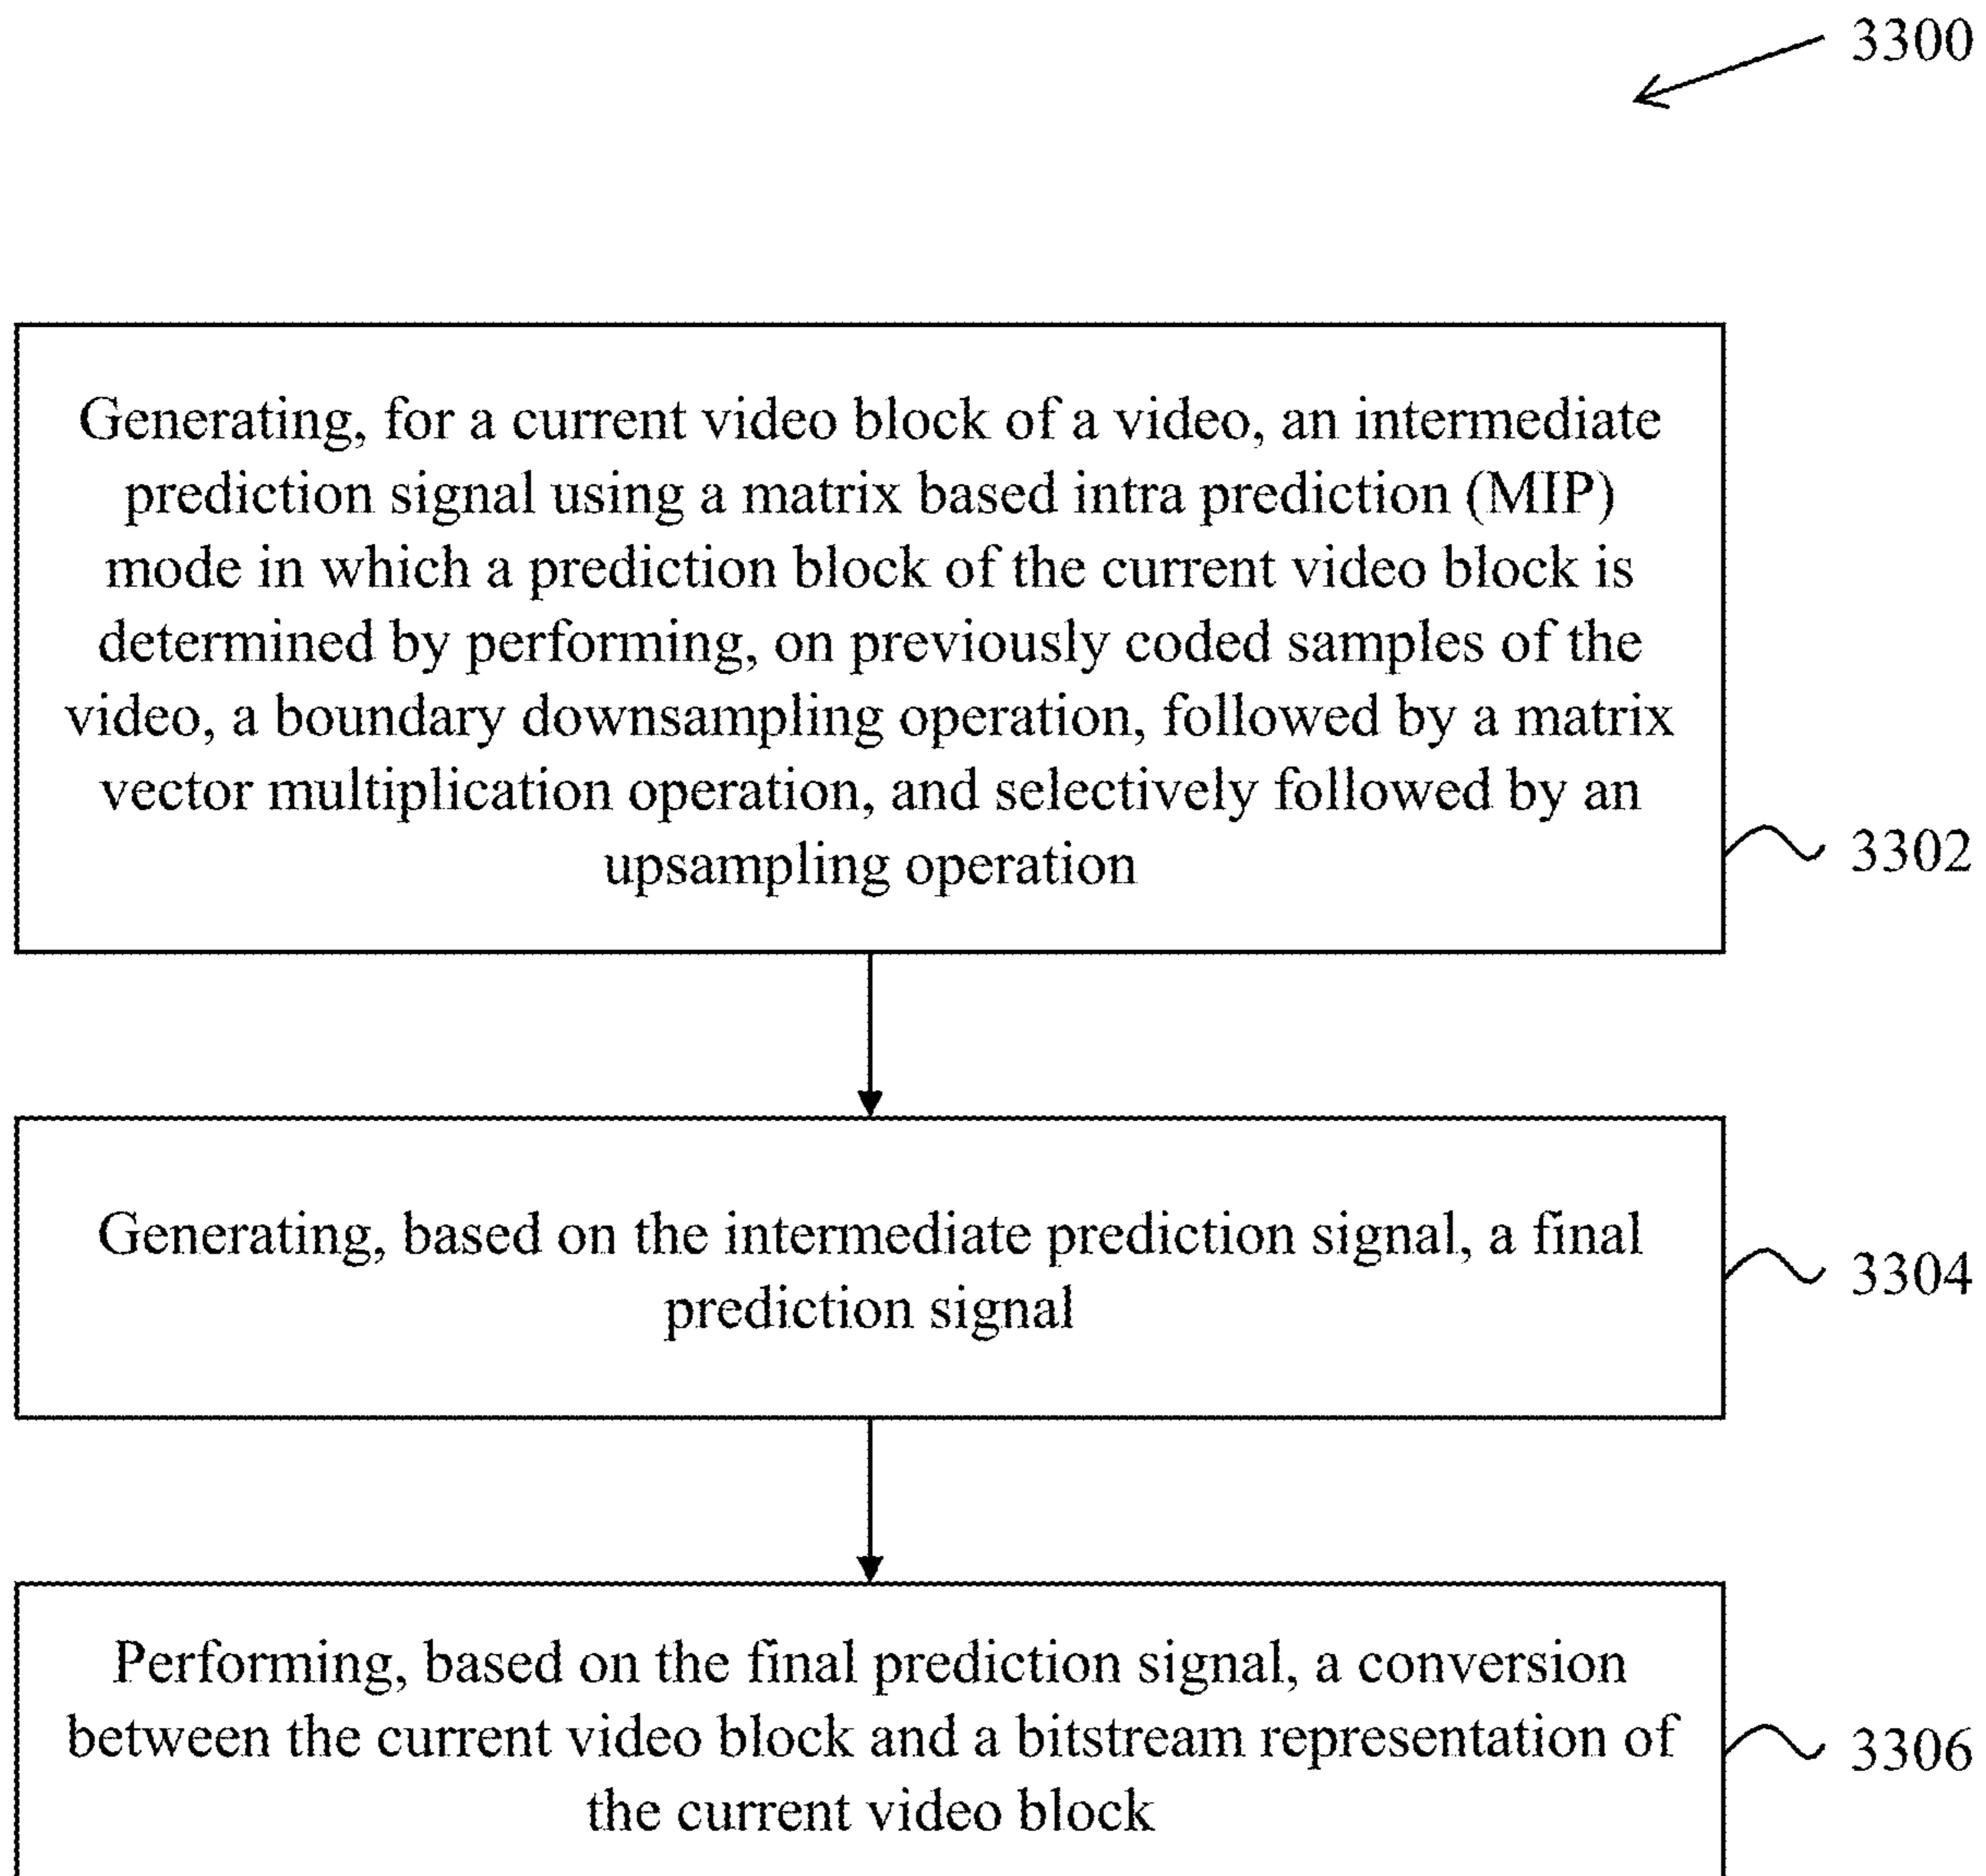 3300
Generating, for a current video block of a video, an intermediate
prediction signal using a matrix based intra prediction (MIP)
mode in which a prediction block of the current video block is
determined by performing, on previously coded samples of the
video, a boundary downsampling operation, followed by a matrix
vector multiplication operation, and selectively followed by an
upsampling operation
3302
Generating, based on the intermediate prediction signal, a final
prediction signal
3304
Performing, based on the final prediction signal, a conversion
between the current video block and a bitstream representation of
the current video block
3306